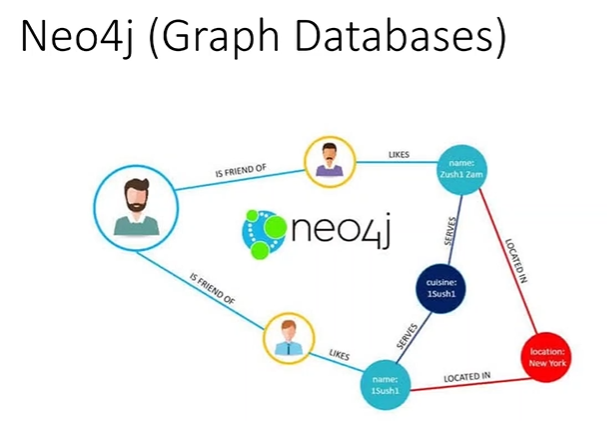 Neo4j (Graph Databases)
IS FRIEND OF
LIKES
name:
Zush1 Zam
neo4j
SERVES
LOCATED IN
cuisine:
1Sush1
IS FRIEND OF
SERVES
LIKES
location:
New York
name:
1Sush1
LOCATED IN